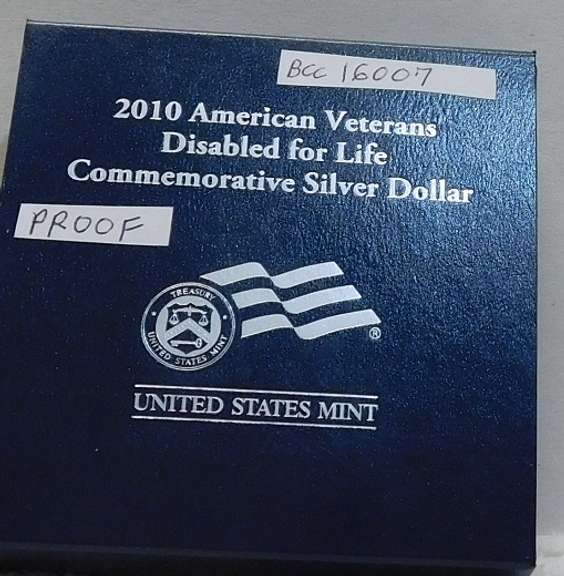 BCC 16007
2010 American Veterans
Disabled for Life
Commemorative Silver Dollar
PROOF
TREASURY
UNITED STATES MINT
®
UNITED STATES MINT